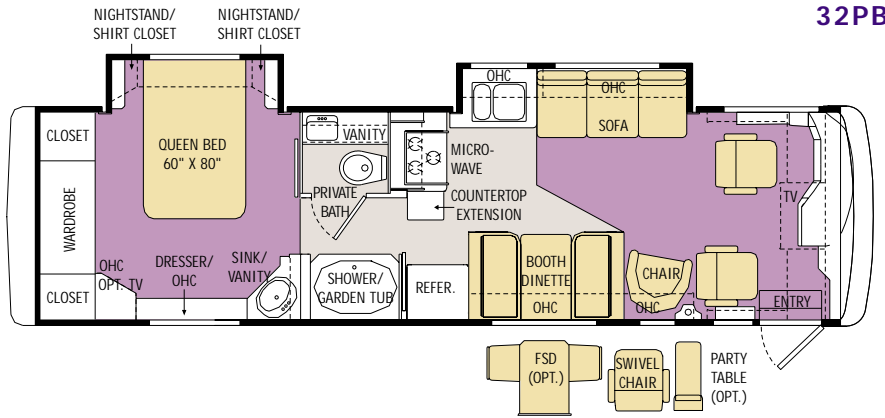 32PB
NIGHTSTAND/
SHIRT CLOSET
NIGHTSTAND/
SHIRT CLOSET
CLOSET
WARDROBE
CLOSET
QUEEN BED
60" X 80"
OHC
OPT. TV
DRESSER/
OHC
SINK/
VANITY
VANITY
PRIVATE
BATH
SHOWER/
GARDEN TUB
MICRO-
WAVE
COUNTERTOP
EXTENSION
REFER.
OHC
OHC
SOFA
BOOTH
DINETTE
OHC
CHAIR
OHC
TV
ENTRY
FSD
(OPT.)
SWIVEL
CHAIR
PARTY
TABLE
(OPT.)